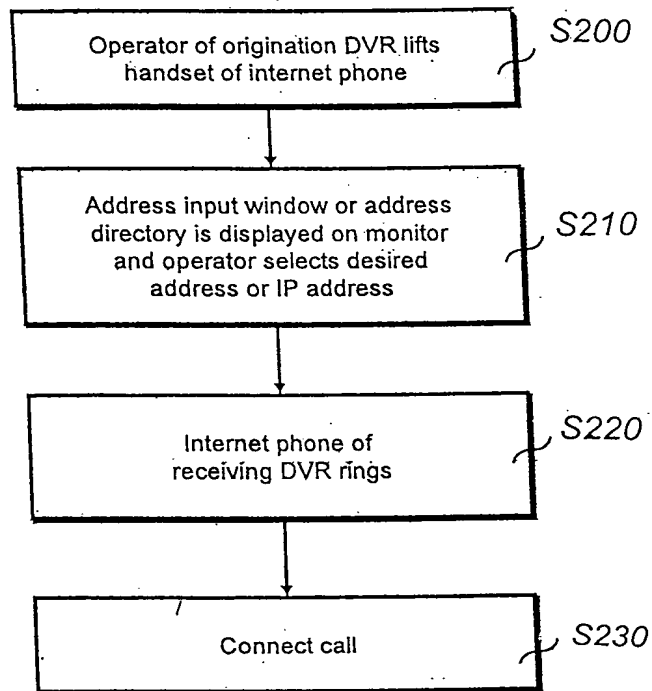 Operator of origination DVR lifts
handset of internet phone
S200
Address input window or address
directory is displayed on monitor
and operator selects desired
address or IP address
S210
Internet phone of
receiving DVR rings
S220
Connect call
S230